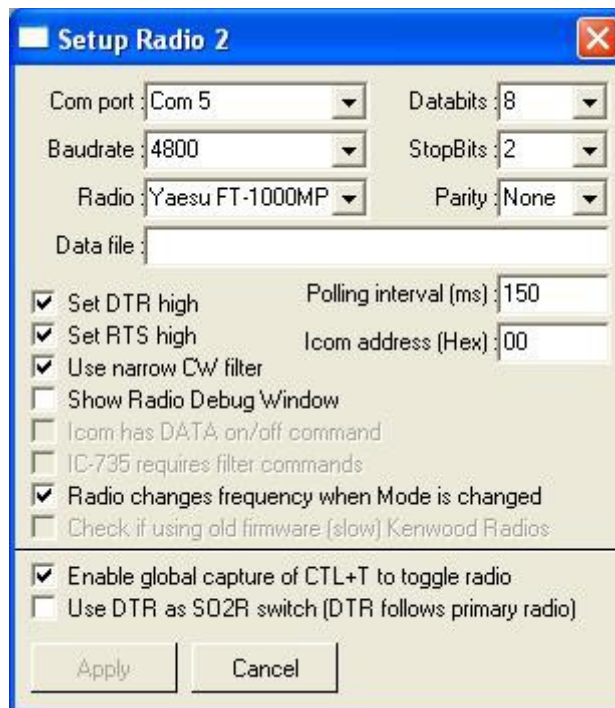 Setup Radio 2
Com port : Com 5 Databits : 8
Baudrate : 4800 StopBits : 2
Radio : Yaesu FT-1000MP Parity : None
Data file :
Set DTR high Polling interval (ms) : 150
Set RTS high Icom address (Hex) : 00
Use narrow CW filter
Show Radio Debug Window
Icom has DATA on/off command
IC-735 requires filter commands
Radio changes frequency when Mode is changed
Check if using old firmware (slow) Kenwood Radios
Enable global capture of CTL+T to toggle radio
Use DTR as SO2R switch (DTR follows primary radio)
Apply Cancel